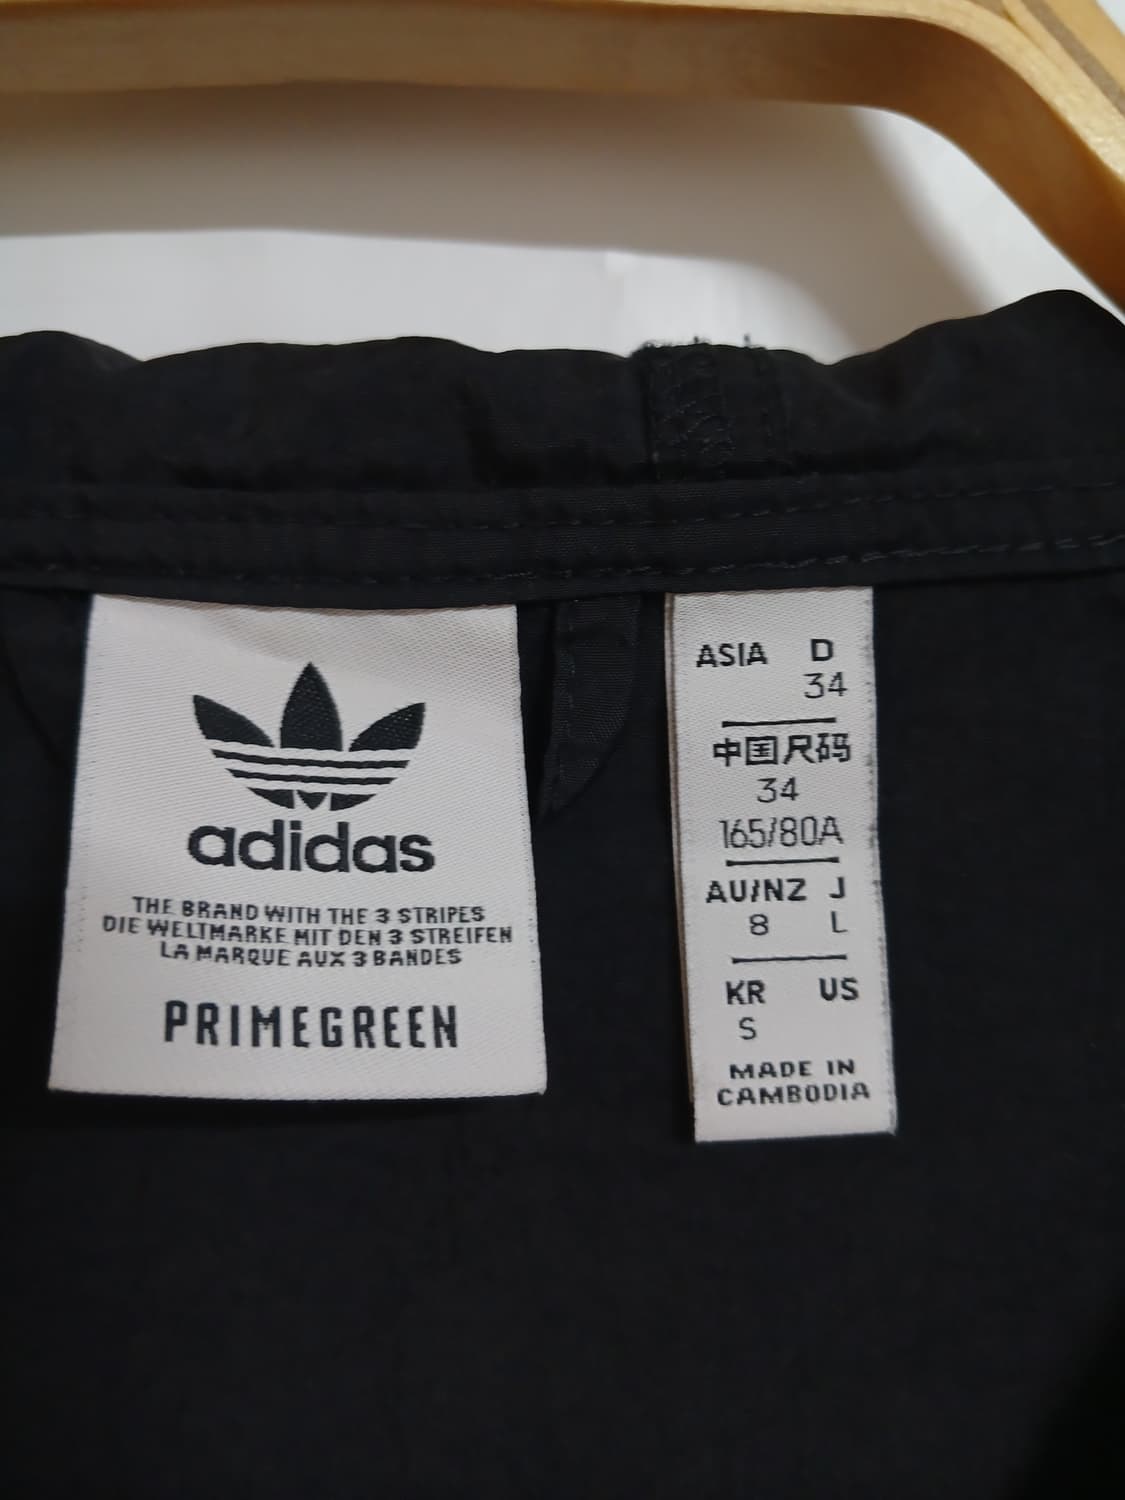 adidas
THE BRAND WITH THE 3 STRIPES
DIE WELTMARKE MIT DEN 3 STREIFEN
LA MARQUE AUX 3 BANDES
PRIMEGREEN
ASIA D
34
中国尺码
34
165/80A
AU/NZ J
8 L
KR US
S
MADE IN
CAMBODIA